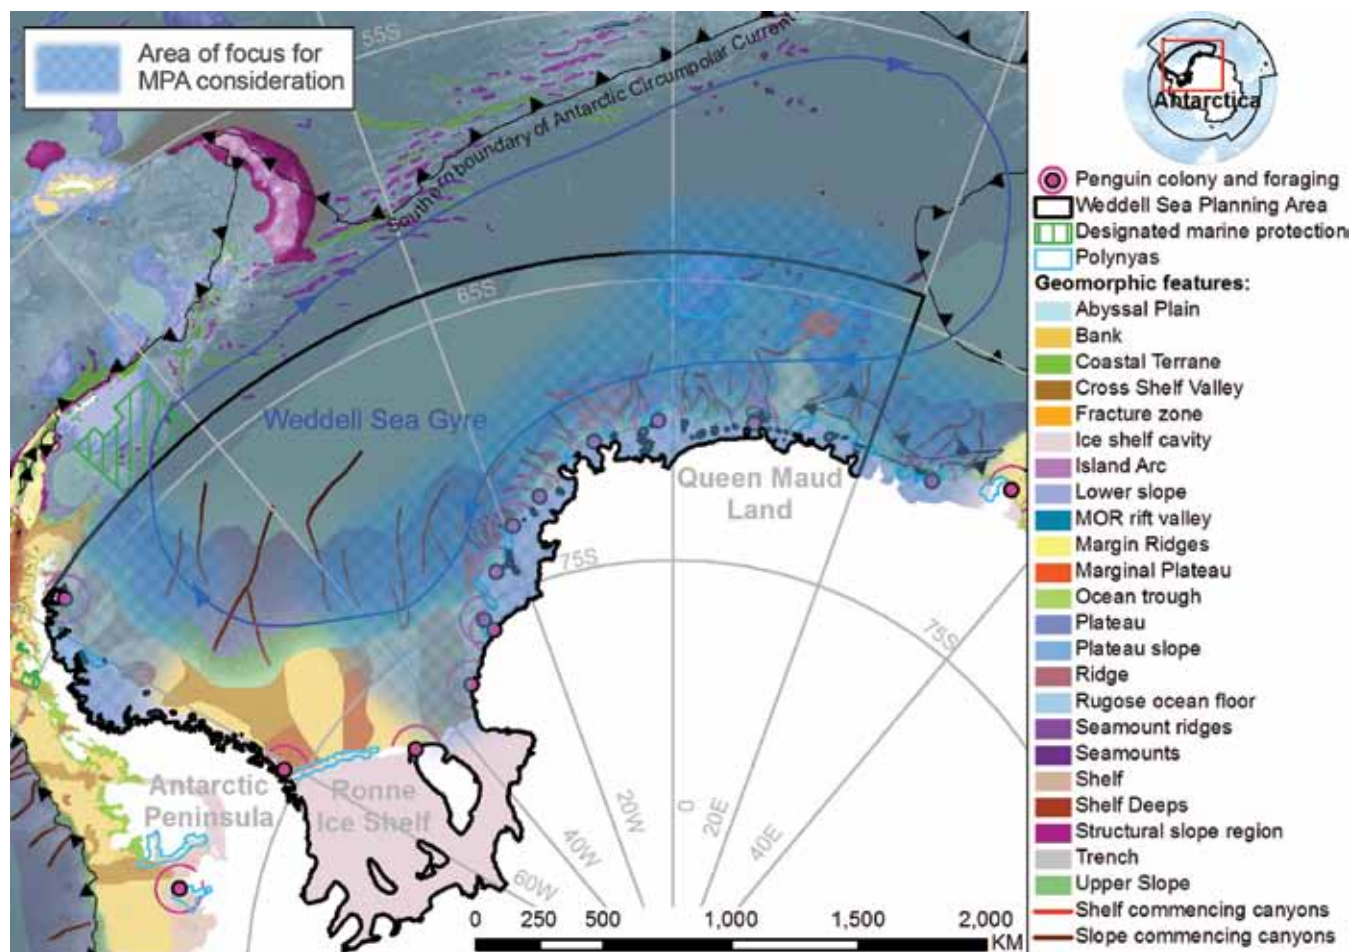 Area of focus for
MPA consideration
55S
Southern boundary of Antarctic Circumpolar Current
65S
Weddell Sea Gyre
Queen Maud
Land
75S
75S
Antarctic
Peninsula
Ronne
Ice Shelf
60W
40W
20W
0
20E
40E
0 250 500 1,000 1,500 2,000
KM
Antarctica
Penguin colony and foraging
Weddell Sea Planning Area
Designated marine protection
Polynyas
Geomorphic features:
Abyssal Plain
Bank
Coastal Terrane
Cross Shelf Valley
Fracture zone
Ice shelf cavity
Island Arc
Lower slope
MOR rift valley
Margin Ridges
Marginal Plateau
Ocean trough
Plateau
Plateau slope
Ridge
Rugose ocean floor
Seamount ridges
Seamounts
Shelf
Shelf Deeps
Structural slope region
Trench
Upper Slope
Shelf commencing canyons
Slope commencing canyons